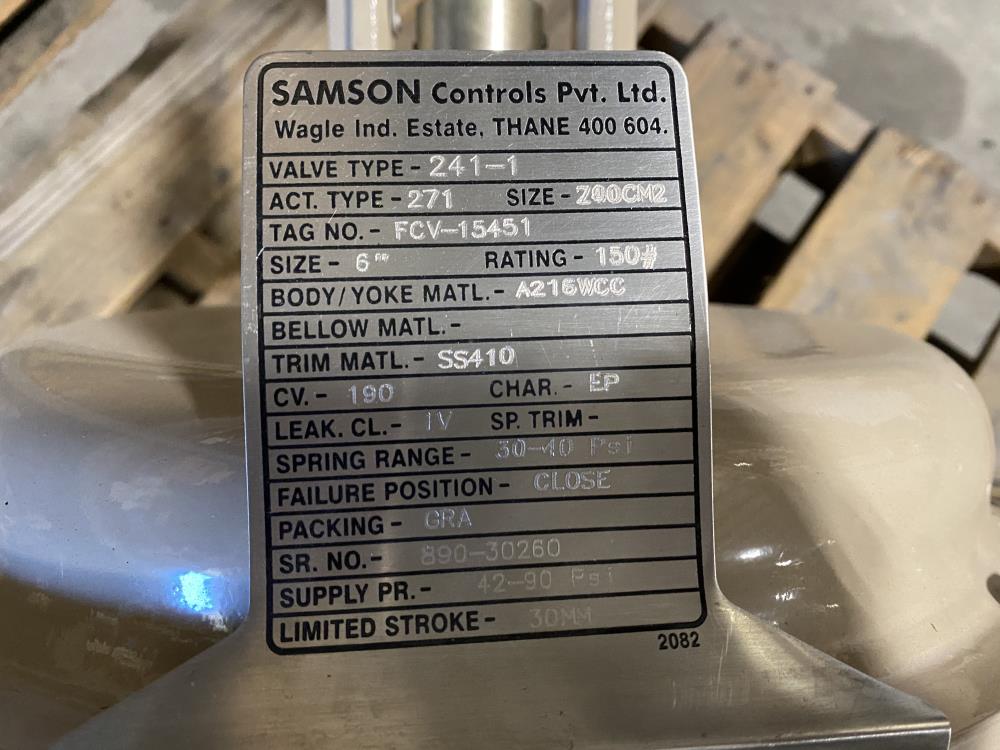 SAMSON Controls Pvt. Ltd.
Wagle Ind. Estate, THANE 400 604.
VALVE TYPE - 241-1
ACT. TYPE - 271 SIZE - 700CM2
TAG NO. - FCV-15451
SIZE - 6" RATING - 150#
BODY/YOKE MATL. - A216WCC
BELLOW MATL. -
TRIM MATL. - SS410
CV. - 190 CHAR. - EP
LEAK. CL. - IV SP. TRIM -
SPRING RANGE - 30-40 Psi
FAILURE POSITION - CLOSE
PACKING - GRA
SR. NO. - 890-30260
SUPPLY PR. - 42-90 Psi
LIMITED STROKE - 30MM
2082